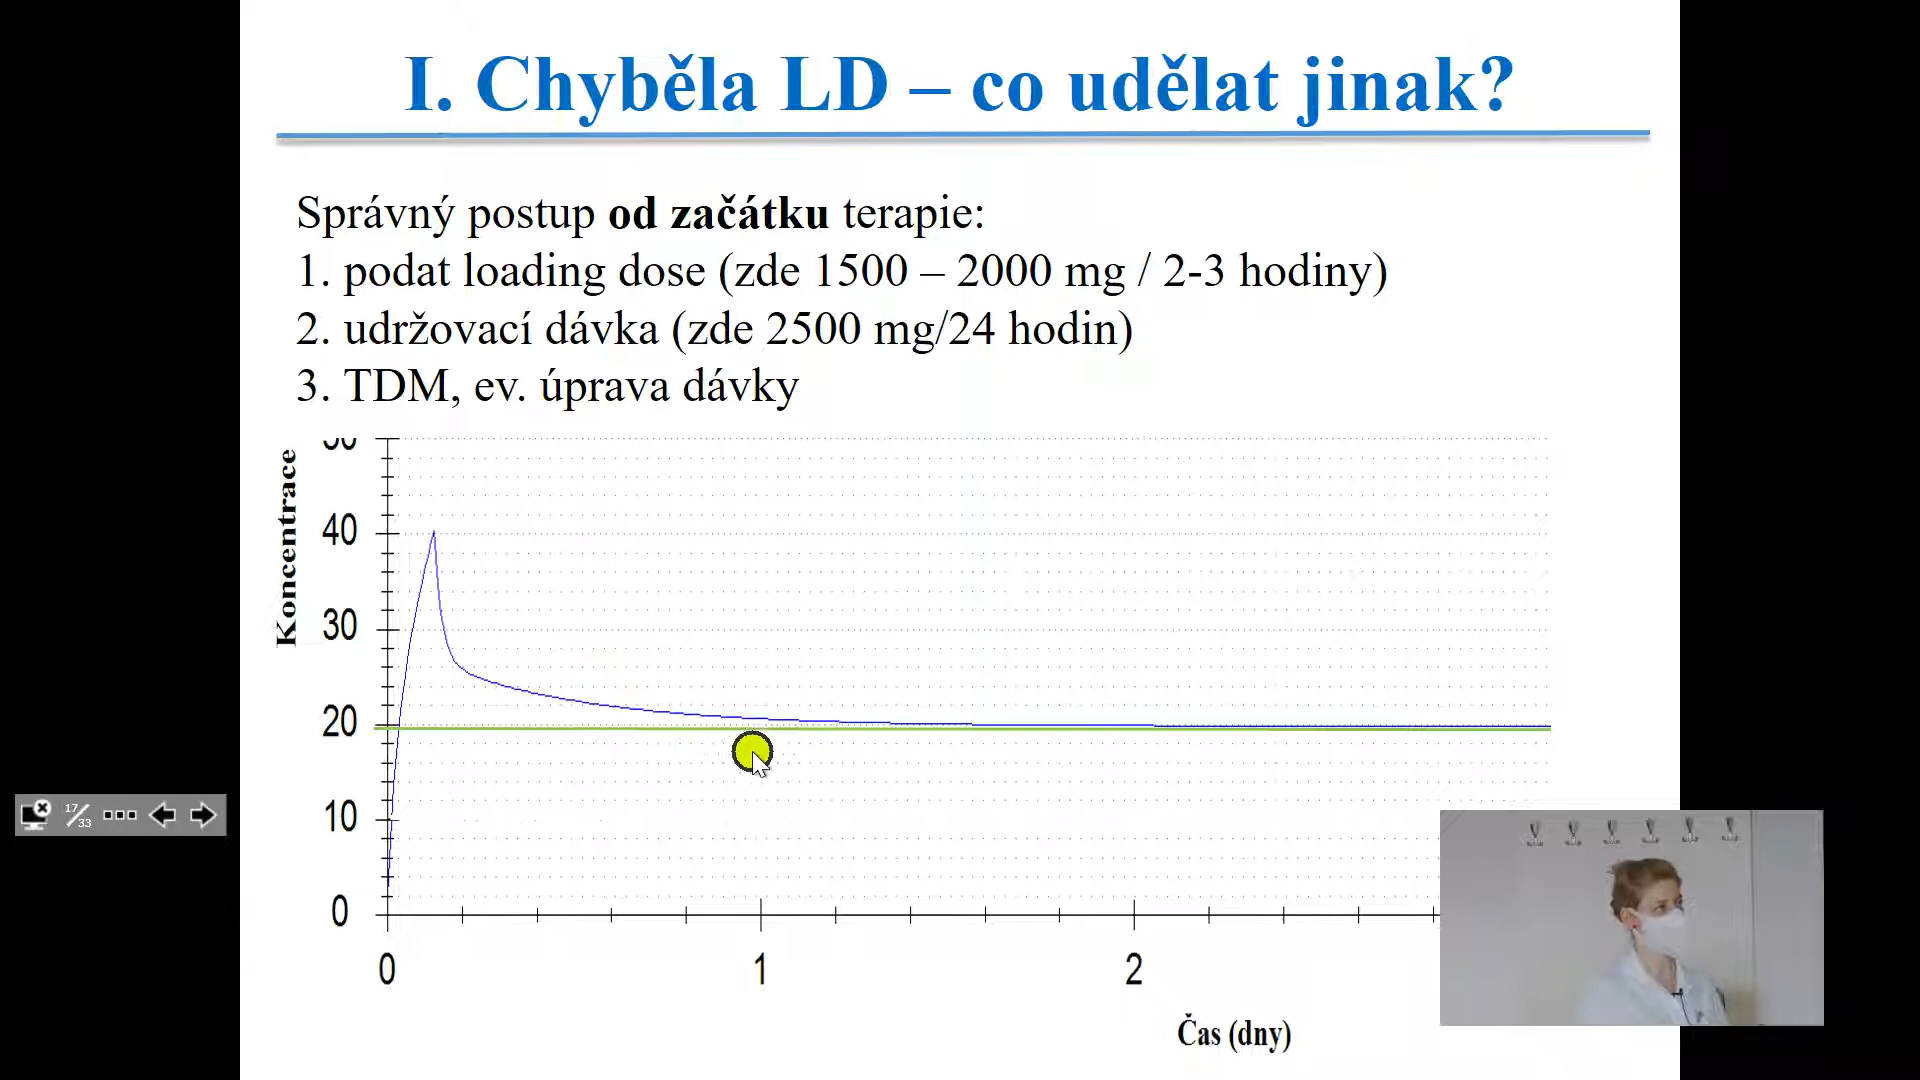 I. Chyběla LD – co udělat jinak?
Správný postup od začátku terapie:
1. podat loading dose (zde 1500 – 2000 mg / 2-3 hodiny)
2. udržovací dávka (zde 2500 mg/24 hodin)
3. TDM, ev. úprava dávky
Koncentrace
40
30
20
10
0
0 1 2
Čas (dny)
17/33